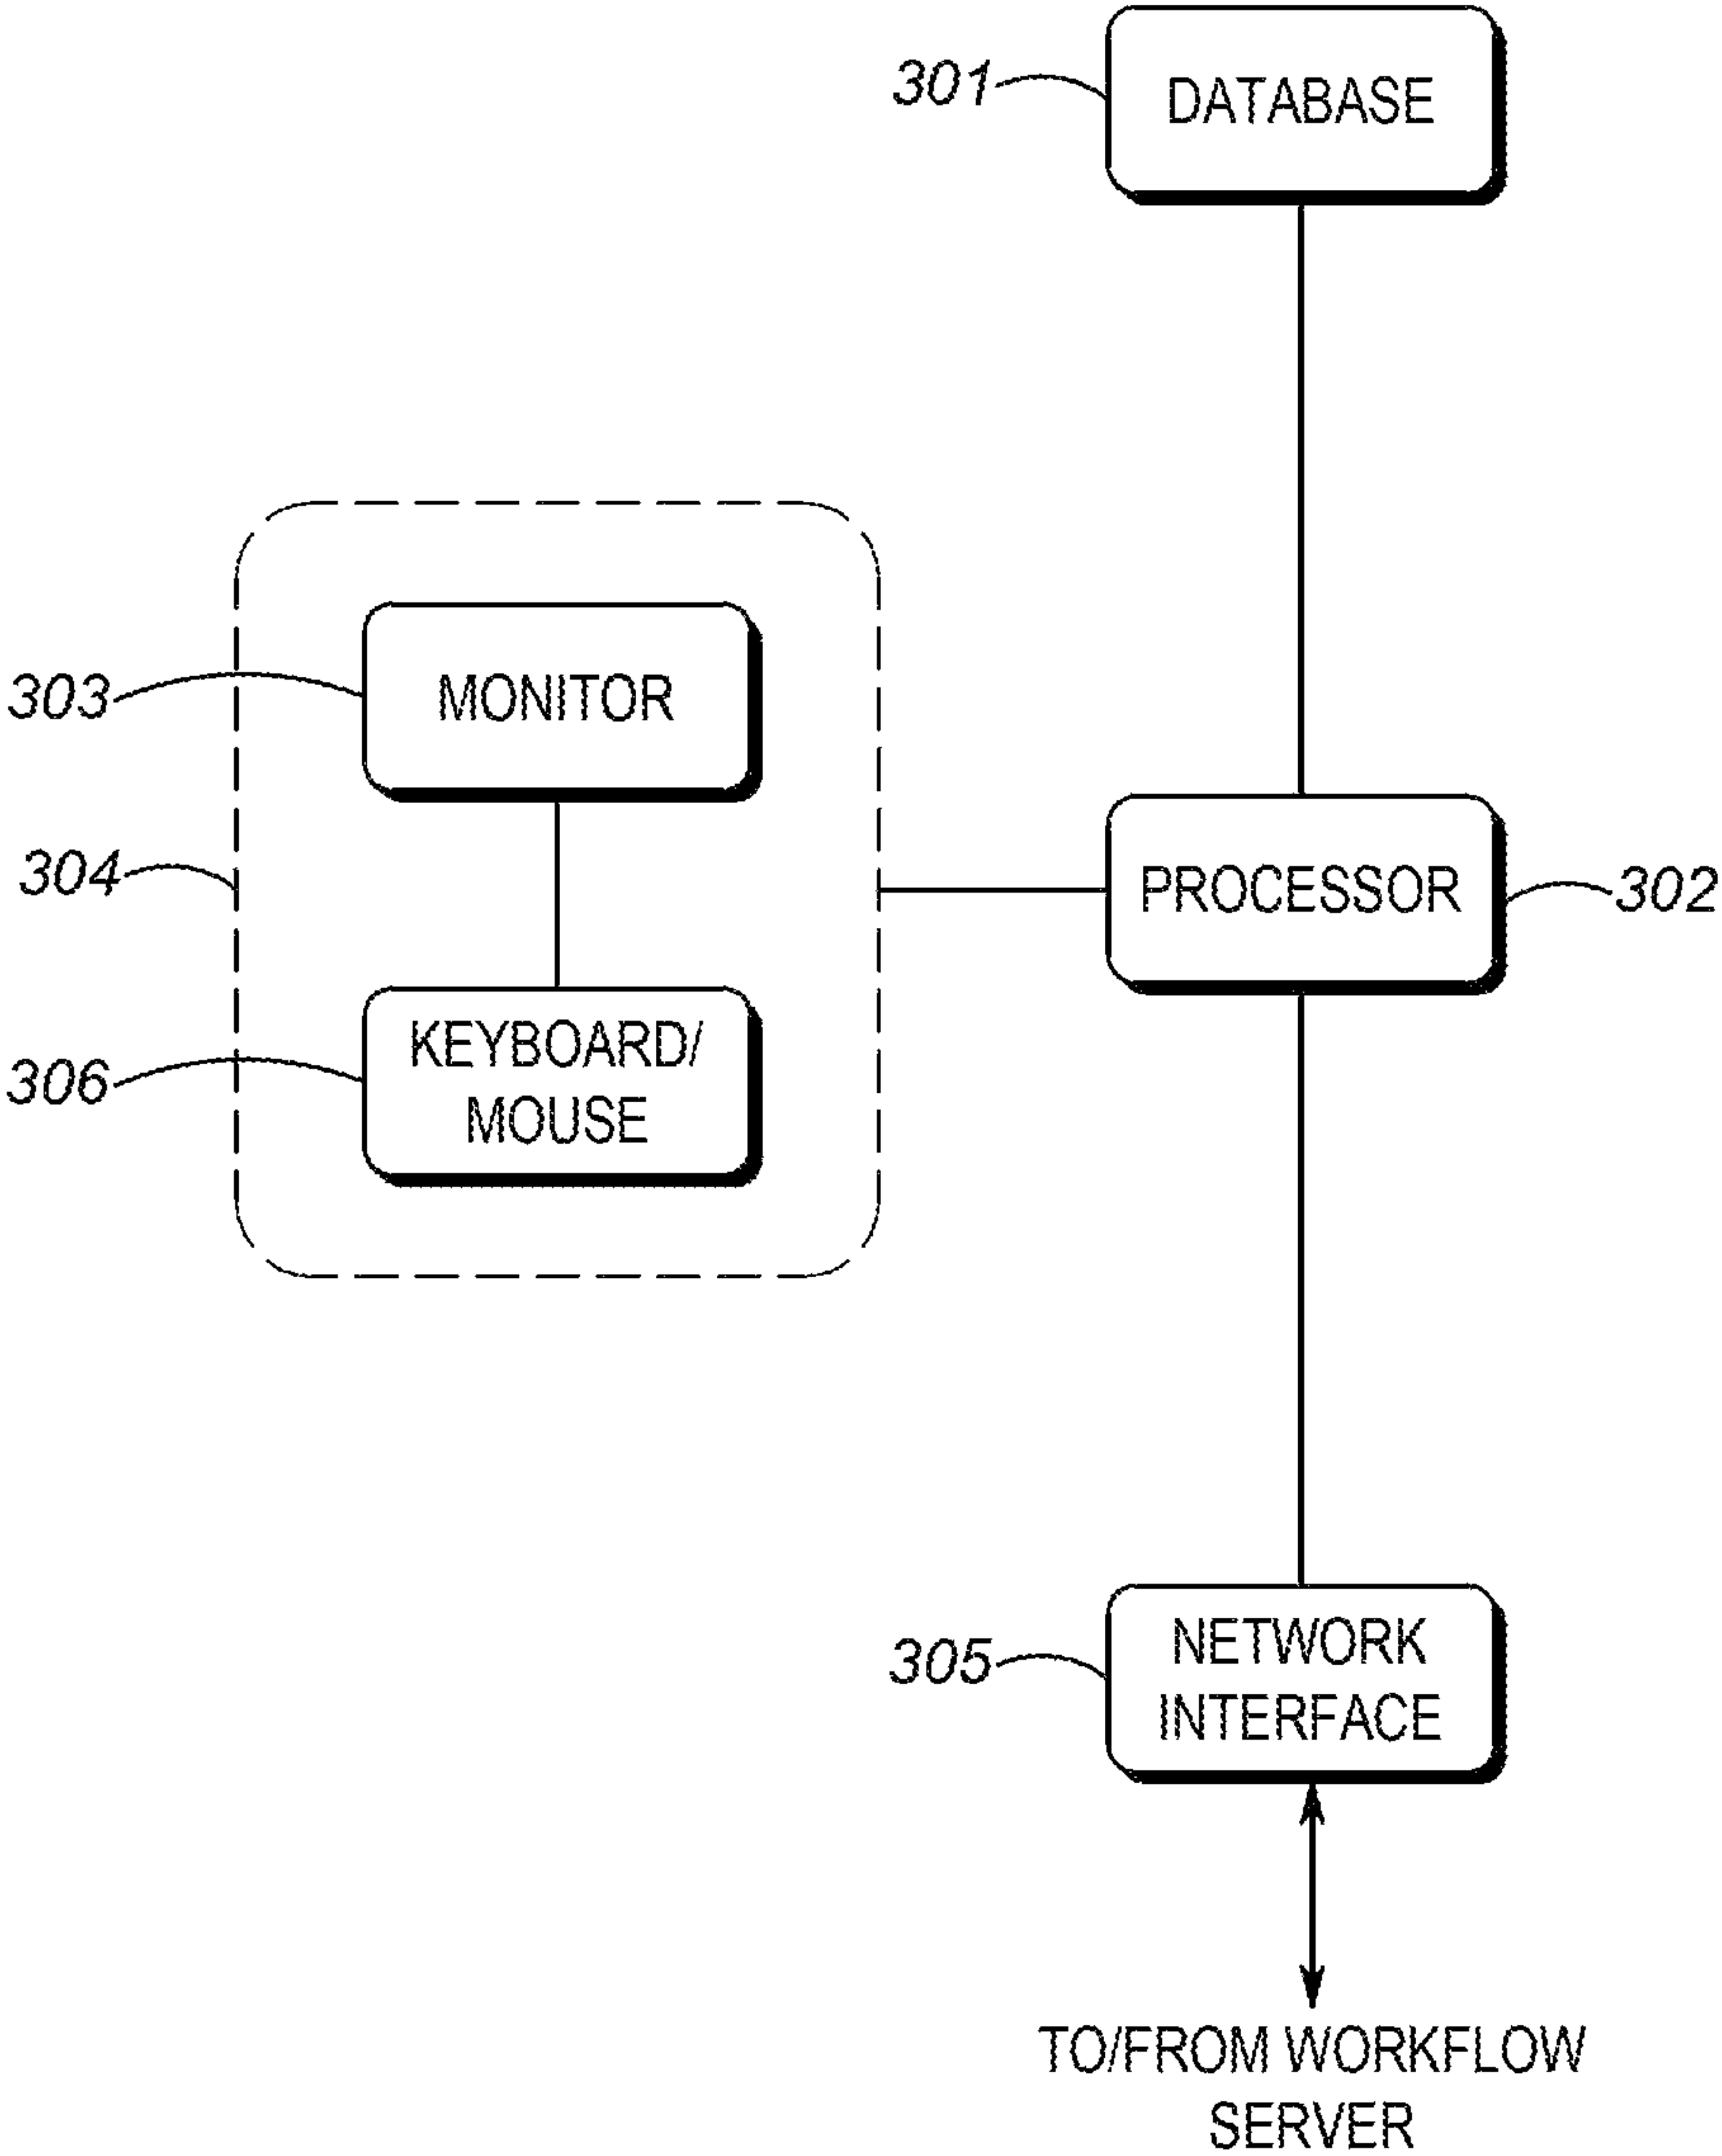 301
DATABASE
303
MONITOR
304
PROCESSOR
302
306
KEYBOARD/
MOUSE
305
NETWORK
INTERFACE
TO/FROM WORKFLOW
SERVER